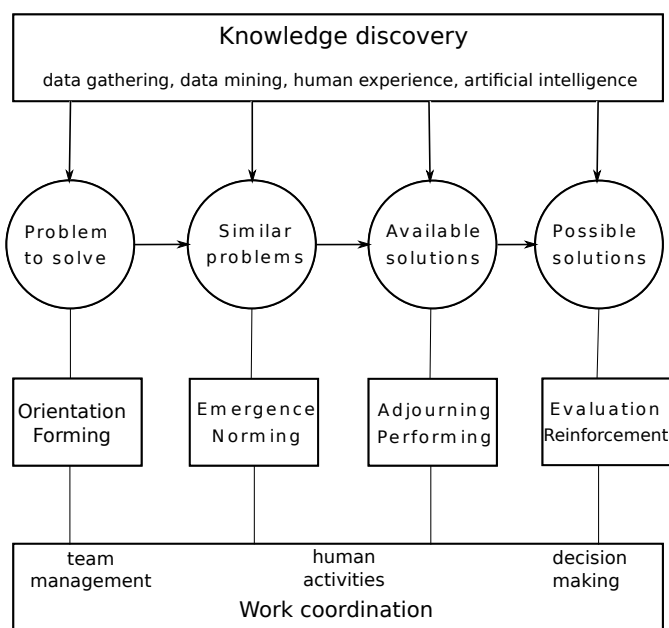 Knowledge discovery
data gathering, data mining, human experience, artificial intelligence
Problem
to solve
Similar
problems
Available
solutions
Possible
solutions
Orientation
Forming
Emergence
Norming
Adjourning
Performing
Evaluation
Reinforcement
team
management
human
activities
decision
making
Work coordination